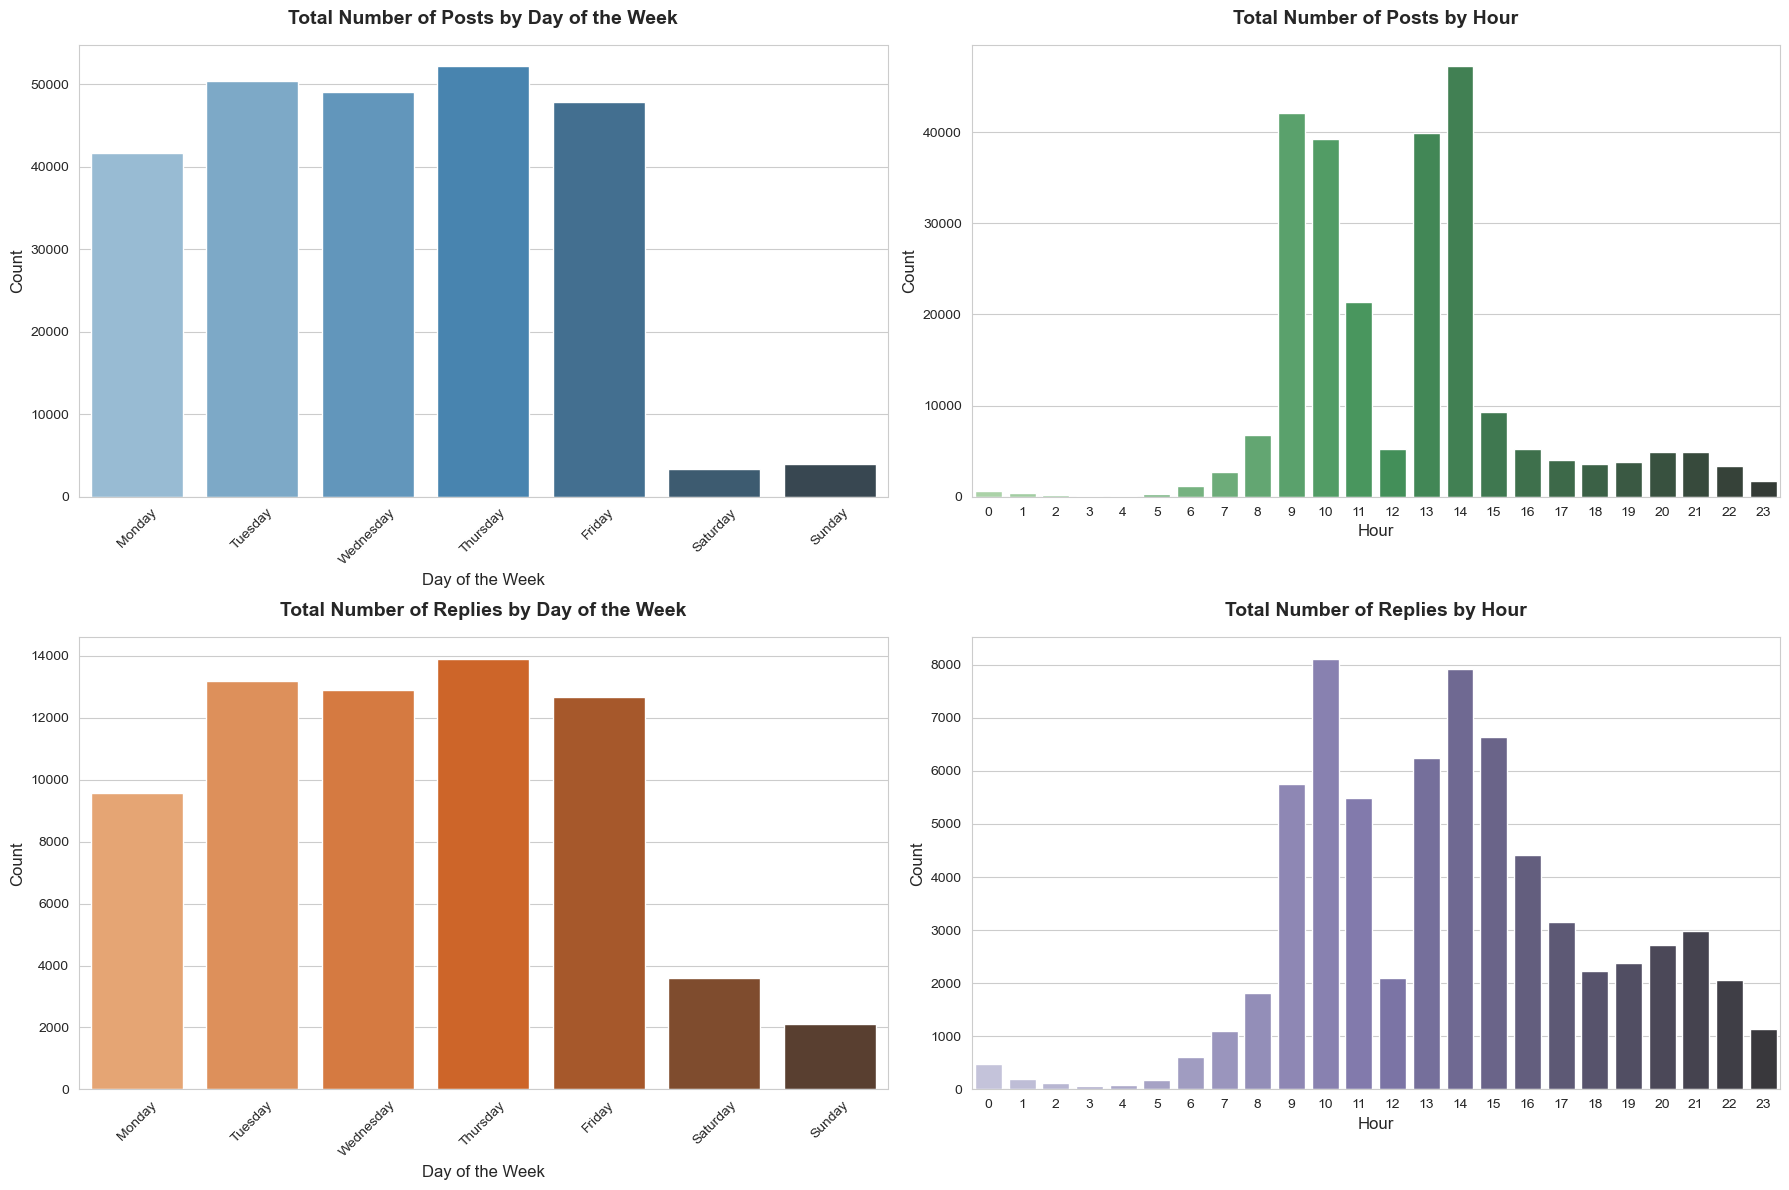 Total Number of Posts by Day of the Week
Count
50000
40000
30000
20000
10000
0
Monday Tuesday Wednesday Thursday Friday Saturday Sunday
Day of the Week
Total Number of Posts by Hour
Count
40000
30000
20000
10000
0
0 1 2 3 4 5 6 7 8 9 10 11 12 13 14 15 16 17 18 19 20 21 22 23
Hour
Total Number of Replies by Day of the Week
Count
14000
12000
10000
8000
6000
4000
2000
0
Monday Tuesday Wednesday Thursday Friday Saturday Sunday
Day of the Week
Total Number of Replies by Hour
Count
8000
7000
6000
5000
4000
3000
2000
1000
0
0 1 2 3 4 5 6 7 8 9 10 11 12 13 14 15 16 17 18 19 20 21 22 23
Hour